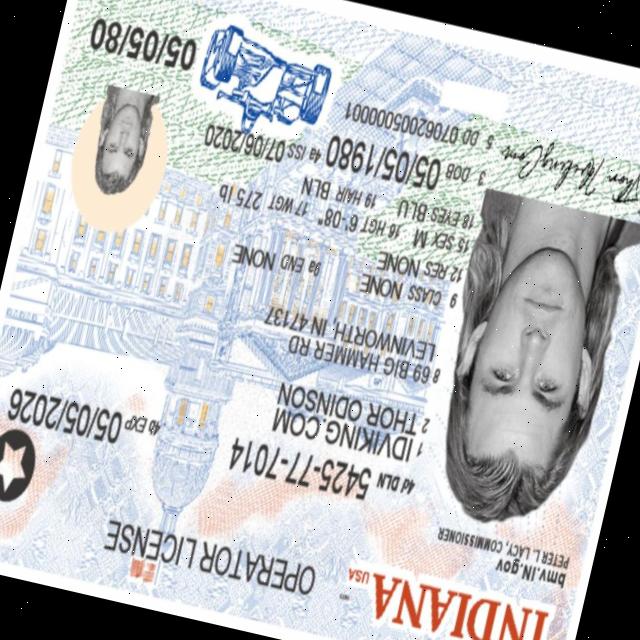 INDIANA USA
OPERATOR LICENSE
bmv.IN.gov
PETER L. LACY, COMMISSIONER
4d DLN 5425-77-7014
4b EXP 05/05/2026
1 IDVIKING.COM
2 THOR ODINSON
8 69 BIG HAMMER RD
LEVINWORTH IN 47137
9 CLASS NONE
9a END NONE
12 RES NONE
15 SEX M 16 HGT 6'-08" 17 WGT 275 lb
18 EYES BLU 19 HAIR BLN
3 DOB 05/05/1980 4a ISS 07/06/2020
5 DD 0706200500001
05/05/80